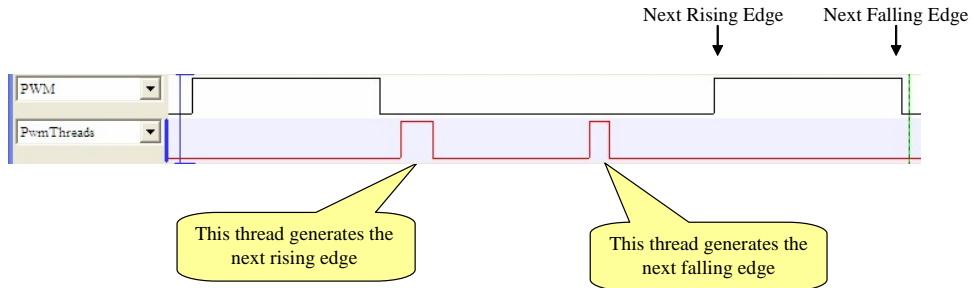 Next Rising Edge
Next Falling Edge
PWM
PwmThreads
This thread generates the
next rising edge
This thread generates the
next falling edge